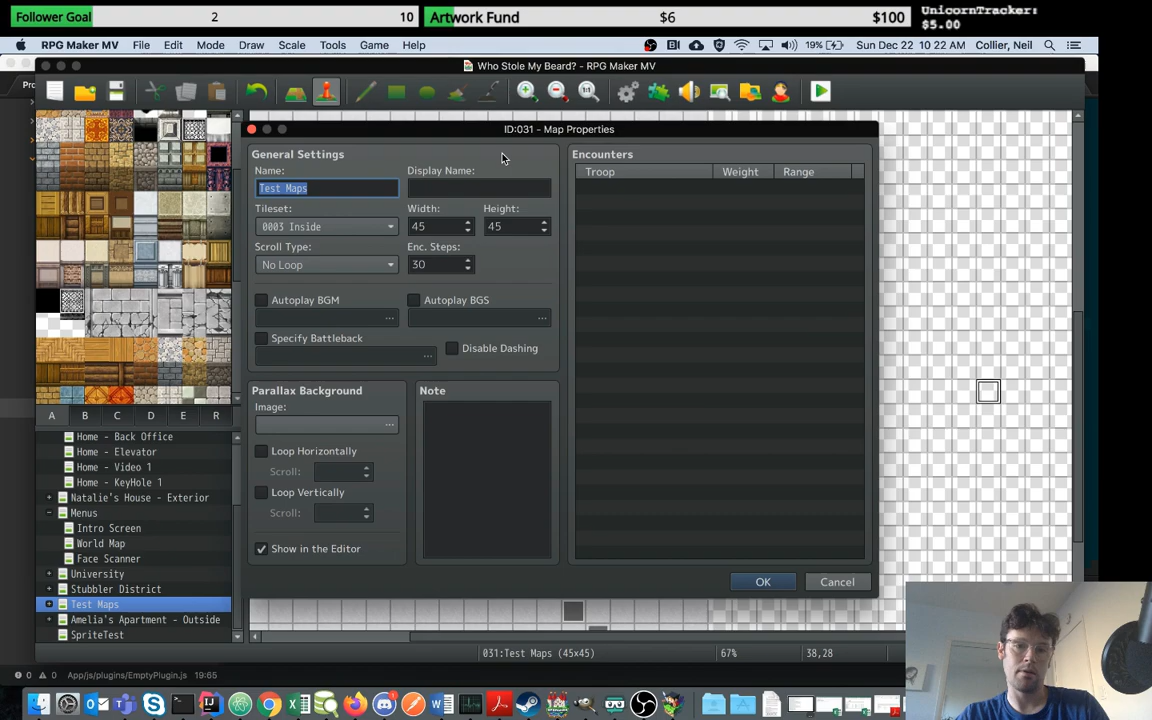 Follower Goal 2 10 Artwork Fund $6 $100 UnicornTracker:
$5.00
RPG Maker MV File Edit Mode Draw Scale Tools Game Help 19% Sun Dec 22 10:22 AM Collier, Neil
Who Stole My Beard? - RPG Maker MV
Pro
ID:031 - Map Properties
General Settings
Name: Display Name:
Test Maps
Tileset: Width: Height:
0003 Inside 45 45
Scroll Type: Enc. Steps:
No Loop 30
Autoplay BGM Autoplay BGS
... ...
Specify Battleback
...
Disable Dashing
Parallax Background
Image:
...
Loop Horizontally
Scroll:
Loop Vertically
Scroll:
Show in the Editor
Note
Encounters
Troop Weight Range
OK Cancel
A B C D E R
Home - Back Office
Home - Elevator
Home - Video 1
Home - KeyHole 1
Natalie's House - Exterior
Menus
Intro Screen
World Map
Face Scanner
University
Stubbler District
Test Maps
Amelia's Apartment - Outside
SpriteTest
031:Test Maps (45x45) 67% 38,28
0 0 App/js/plugins/EmptyPlugin.js 19:65